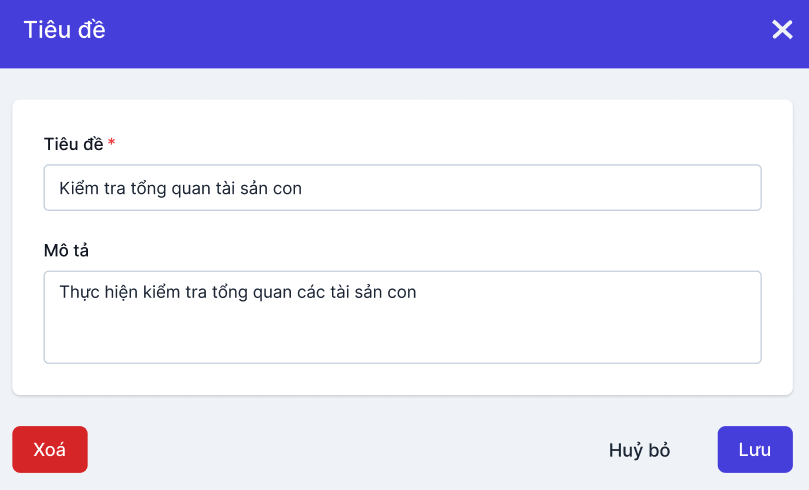 Tiêu đề
Tiêu đề *
Kiểm tra tổng quan tài sản con
Mô tả
Thực hiện kiểm tra tổng quan các tài sản con
Xoá
Huỷ bỏ
Lưu